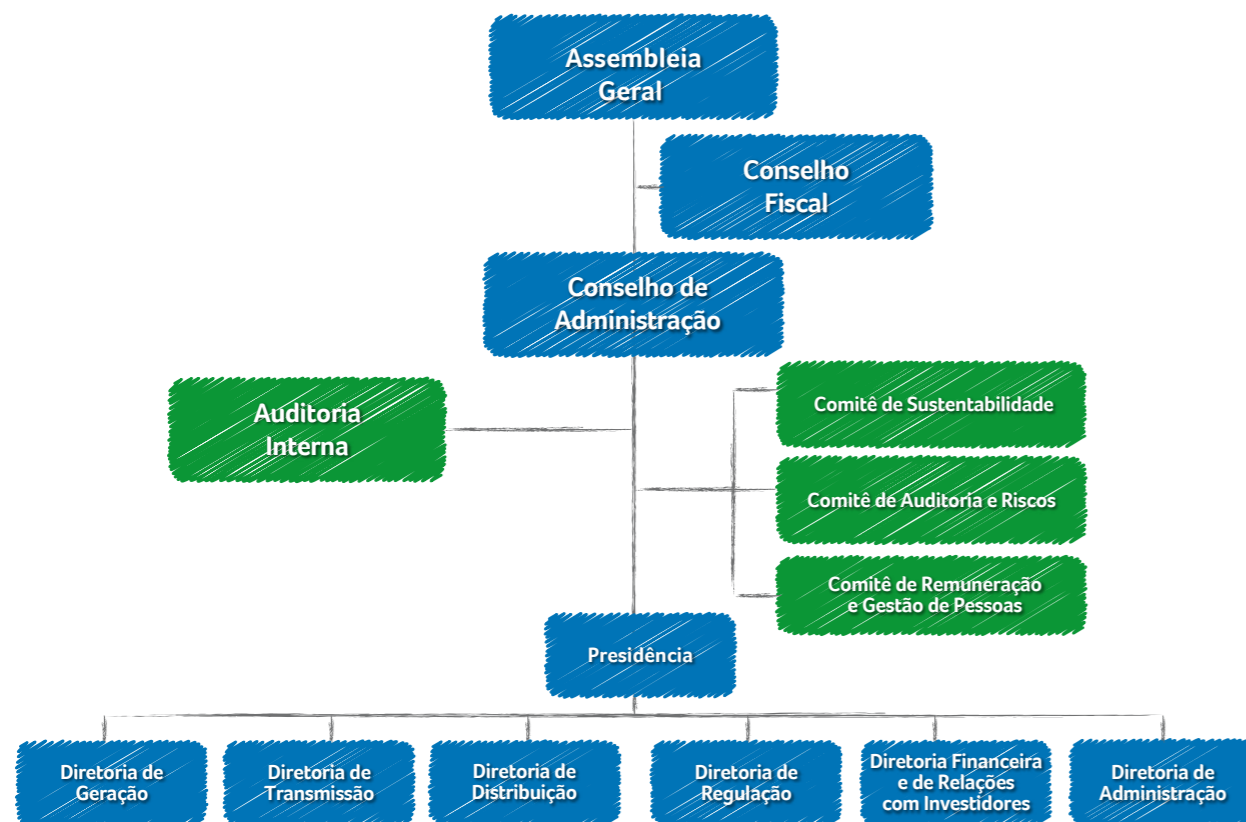 Assembleia
Geral
Conselho
Fiscal
Conselho de
Administração
Auditoria
Interna
Comitê de Sustentabilidade
Comitê de Auditoria e Riscos
Comitê de Remuneração
e Gestão de Pessoas
Presidência
Diretoria de
Geração
Diretoria de
Transmissão
Diretoria de
Distribuição
Diretoria de
Regulação
Diretoria Financeira
e de Relações
com Investidores
Diretoria de
Administração